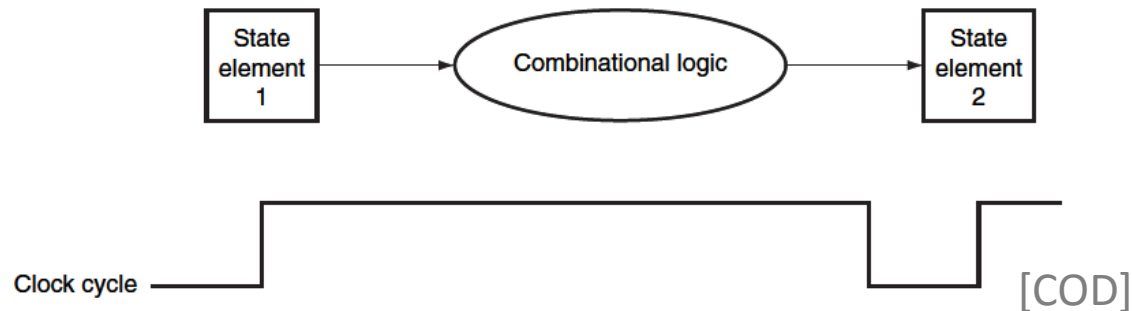 State
element
1
Combinational logic
State
element
2
Clock cycle
[COD]